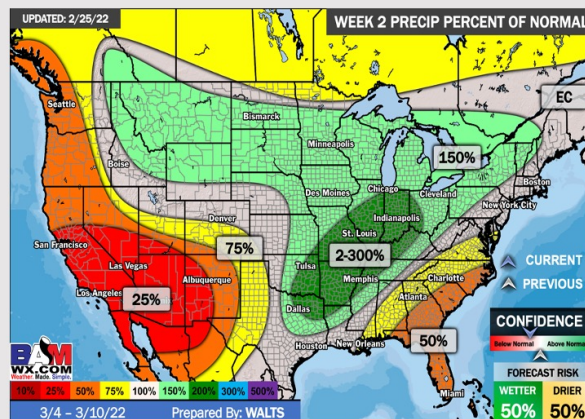 UPDATED: 2/25/22
WEEK 2 PRECIP PERCENT OF NORMAL
Seattle
EC
Bismarck
Minneapolis
150%
Boise
Boston
Des Moines
Chicago
Cleveland
New York City
Denver
Indianapolis
San Francisco
75%
St. Louis
2-300%
Las Vegas
Tulsa
CURRENT
Albuquerque
Memphis
Charlotte
Los Angeles
25%
PREVIOUS
Atlanta
Dallas
CONFIDENCE
Houston
New Orleans
50%
Below Normal
Above Normal
BAM
WX.COM
Weather Made. Simple.
FORECAST RISK
Miami
WETTER
DRIER
10% 25% 50% 75% 100% 150% 200% 300% 500%
50%
50%
3/4 – 3/10/22
Prepared By: WALTS